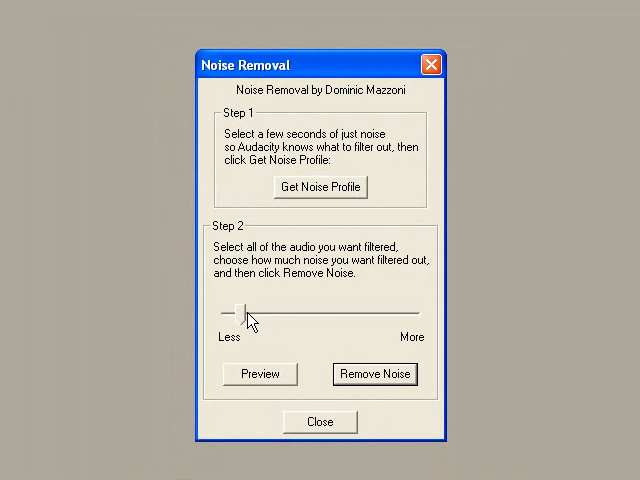 Noise Removal
Noise Removal by Dominic Mazzoni
Step 1
Select a few seconds of just noise
so Audacity knows what to filter out, then
click Get Noise Profile:
Get Noise Profile
Step 2
Select all of the audio you want filtered,
choose how much noise you want filtered out,
and then click Remove Noise.
Less More
Preview Remove Noise
Close